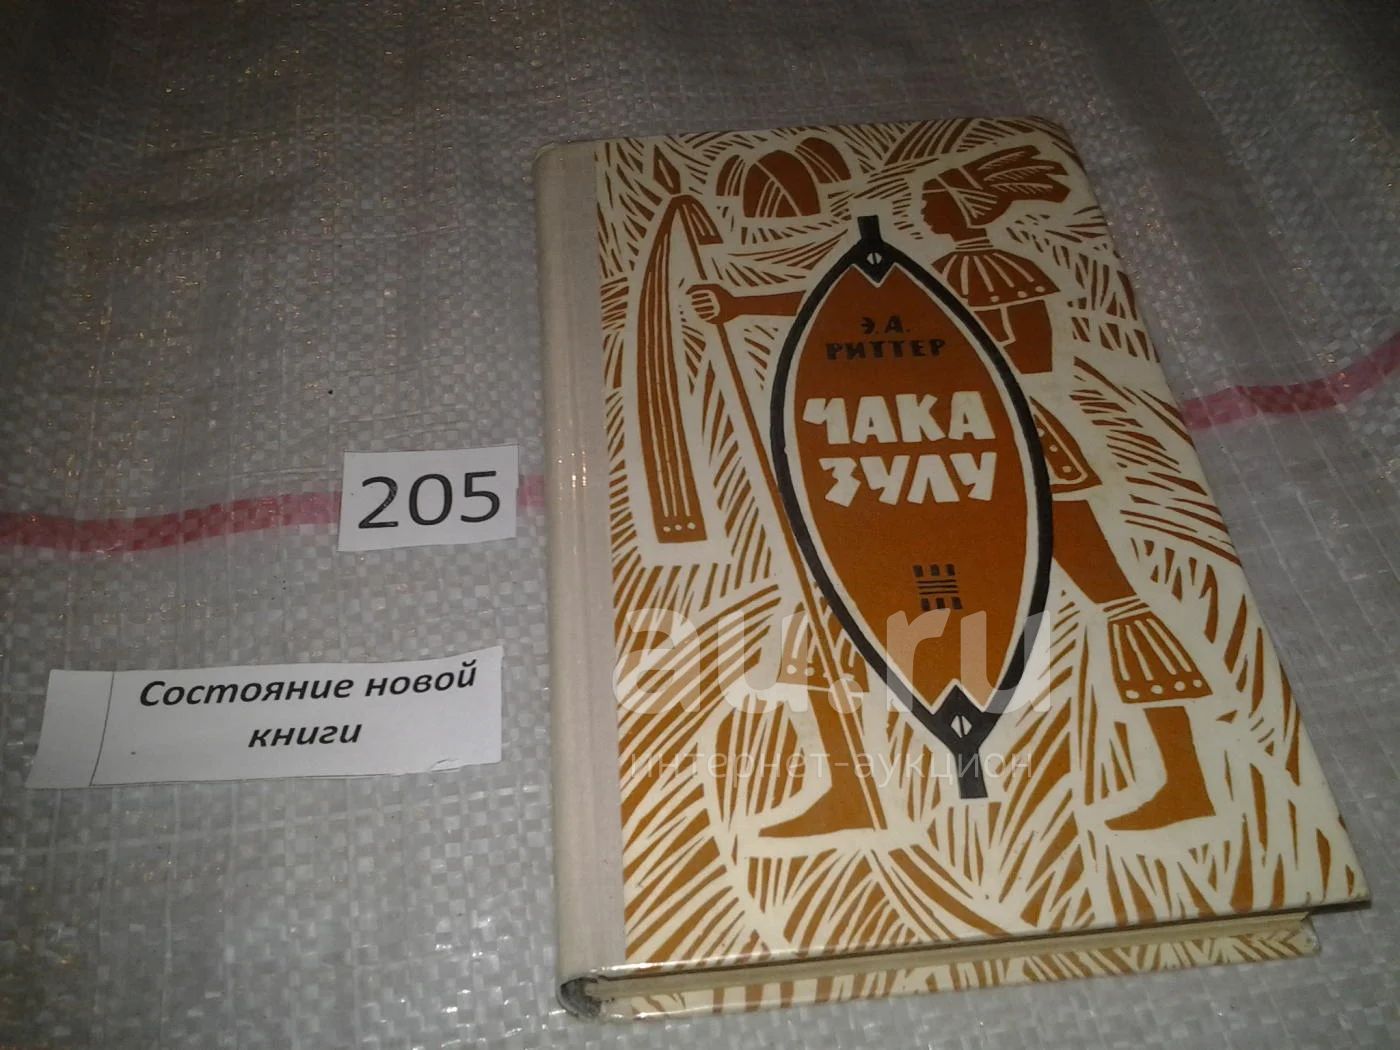 Э.А.
РИТТЕР
ЧАКА
ЗУЛУ
205
Состояние новой
книги
au.ru
интернет-аукцион